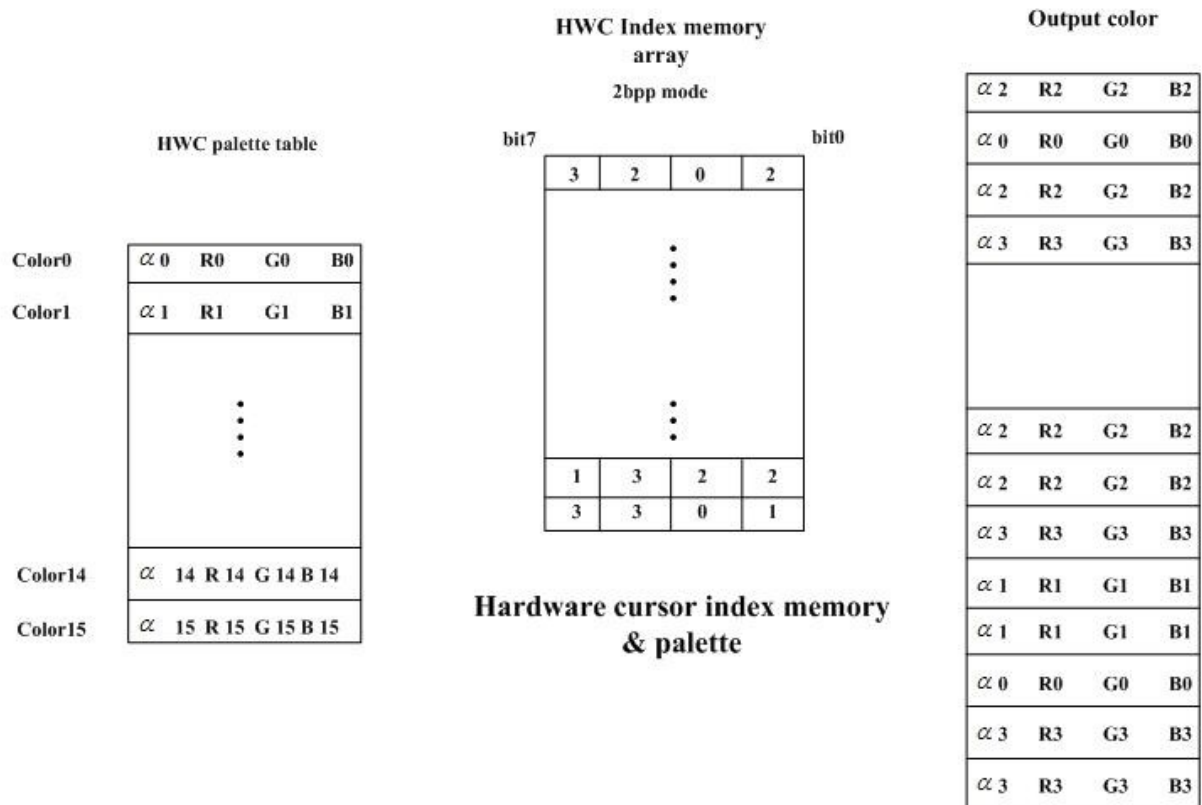 HWC palette table
Color0 α 0 R0 G0 B0
Color1 α 1 R1 G1 B1
Color14 α 14 R 14 G 14 B 14
Color15 α 15 R 15 G 15 B 15
HWC Index memory
array
2bpp mode
bit7 bit0
3 2 0 2
1 3 2 2
3 3 0 1
Hardware cursor index memory
& palette
Output color
α 2 R2 G2 B2
α 0 R0 G0 B0
α 2 R2 G2 B2
α 3 R3 G3 B3
α 2 R2 G2 B2
α 2 R2 G2 B2
α 3 R3 G3 B3
α 1 R1 G1 B1
α 1 R1 G1 B1
α 0 R0 G0 B0
α 3 R3 G3 B3
α 3 R3 G3 B3